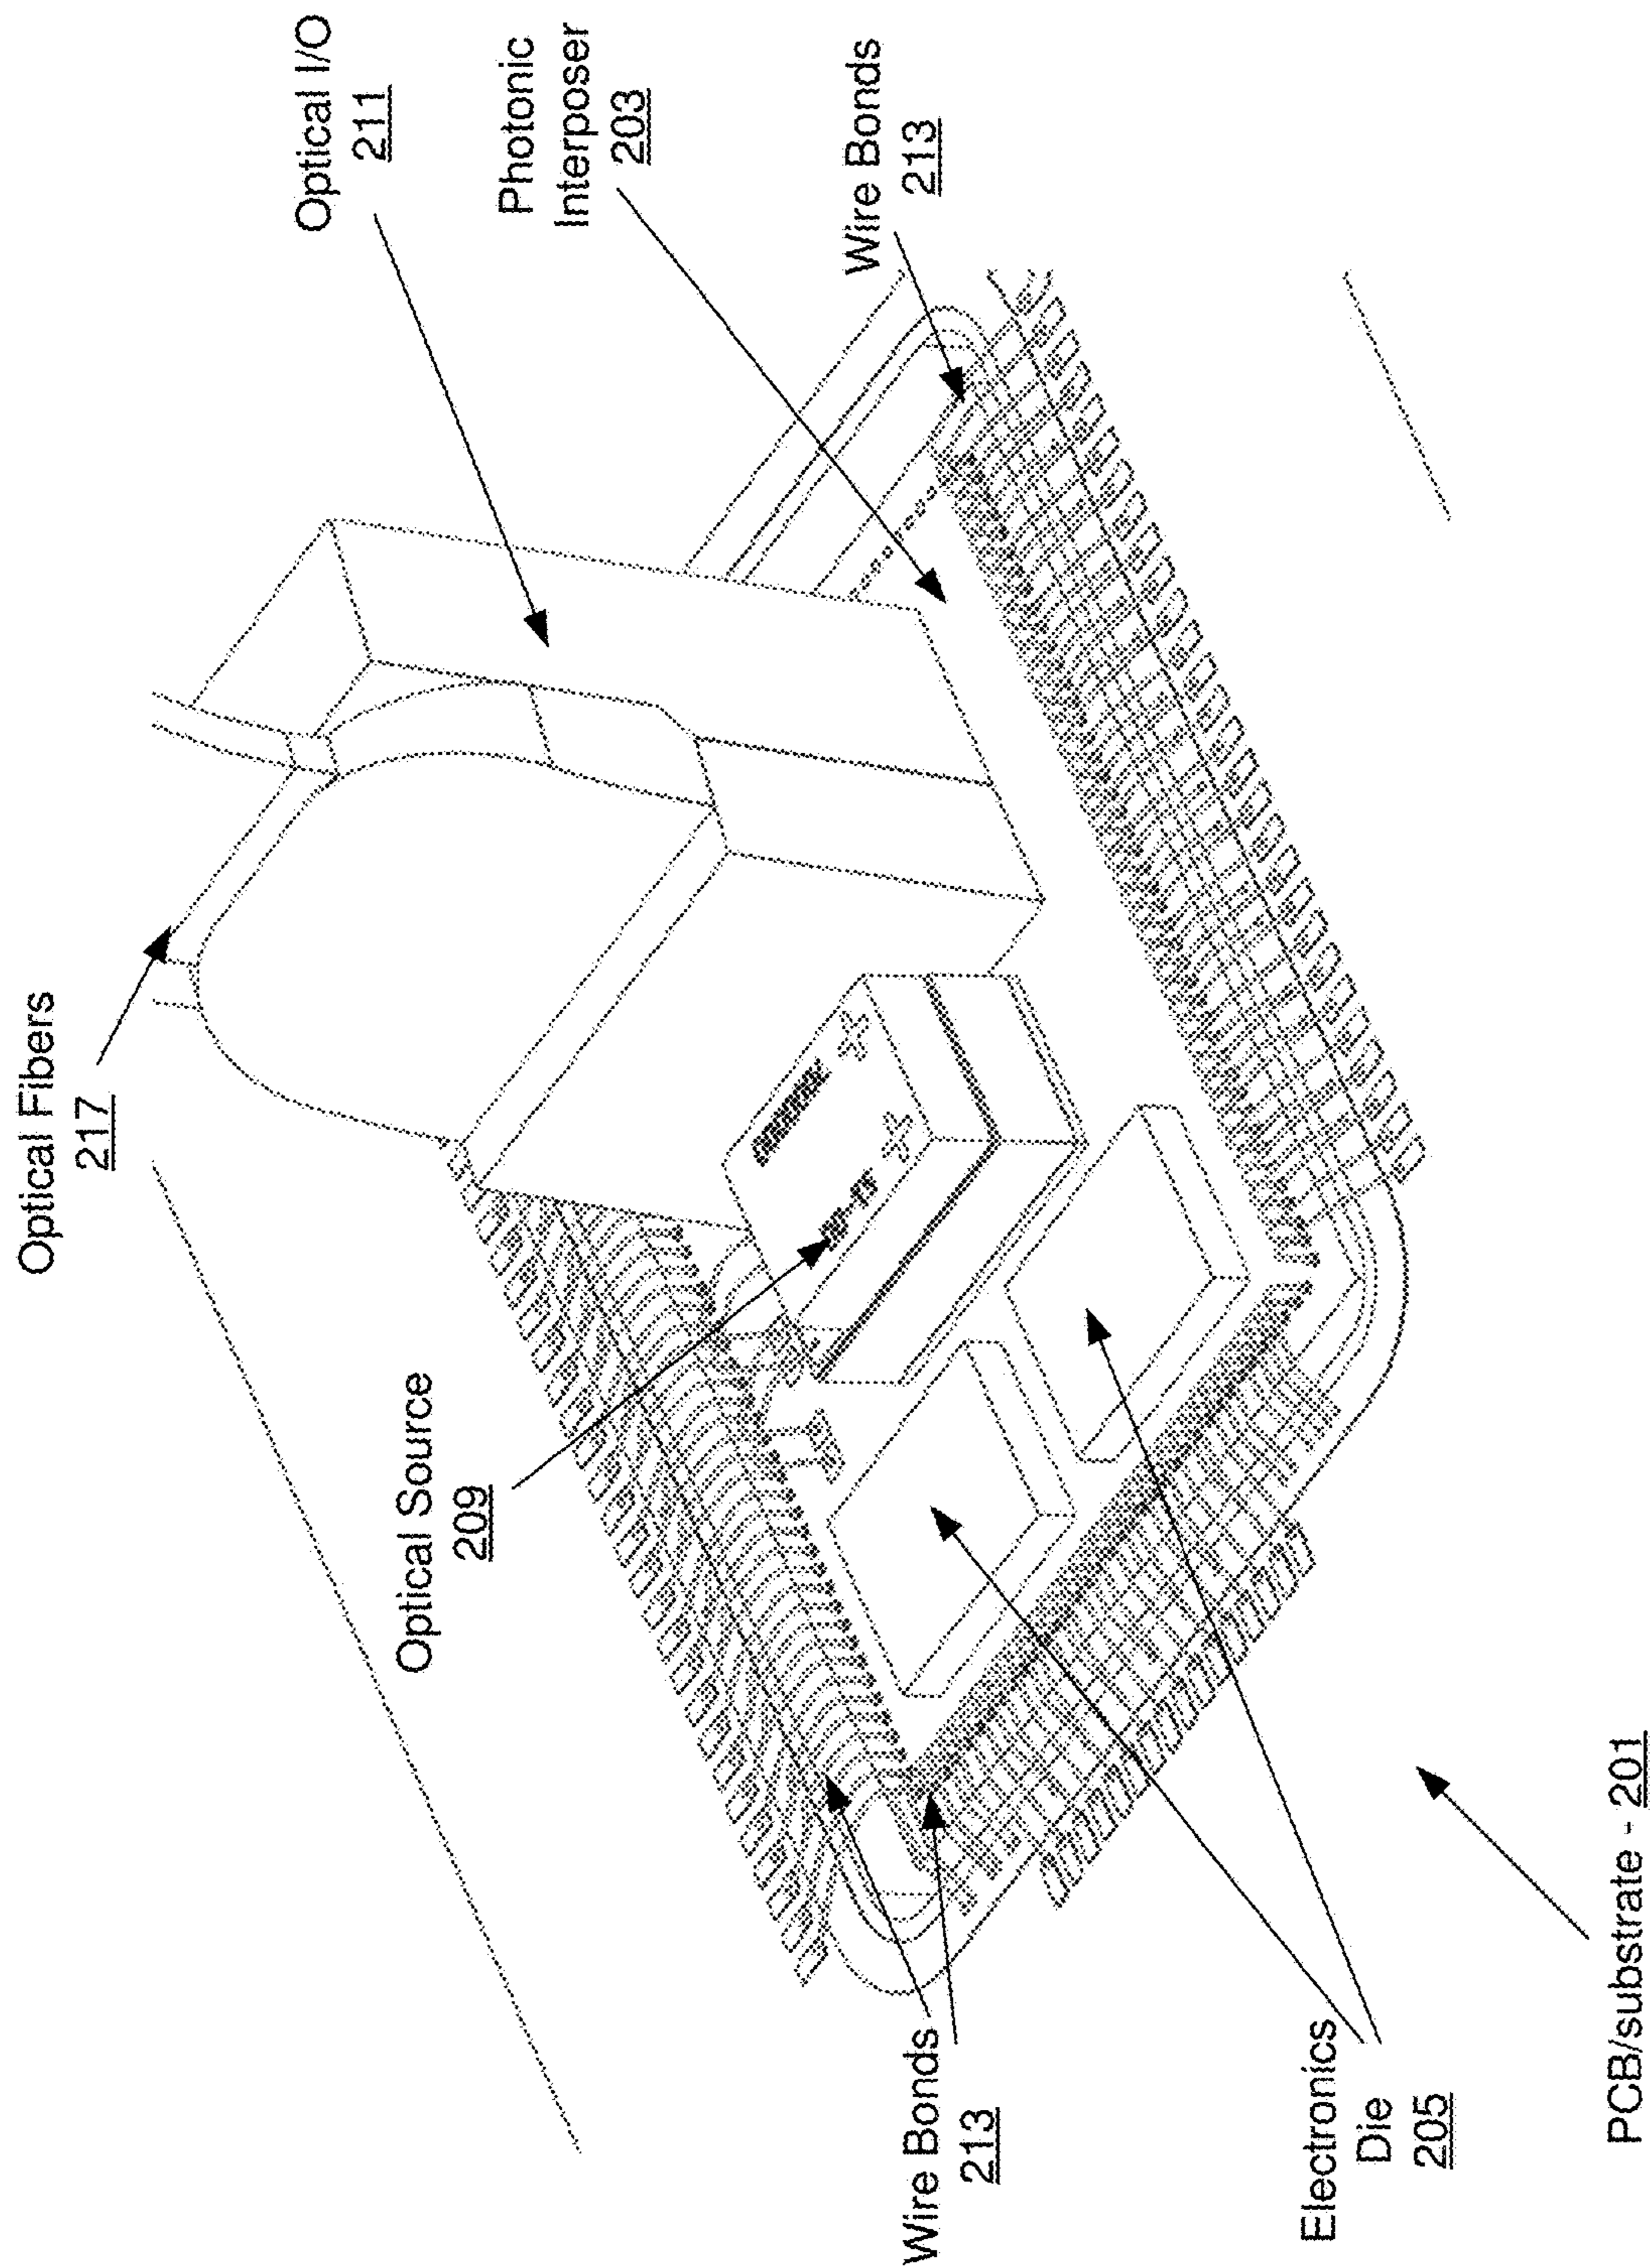 Optical Fibers
217
Optical I/O
211
Optical Source
209
Photonic
Interposer
203
Wire Bonds
213
Wire Bonds
213
Electronics
Die
205
PCB/substrate - 201